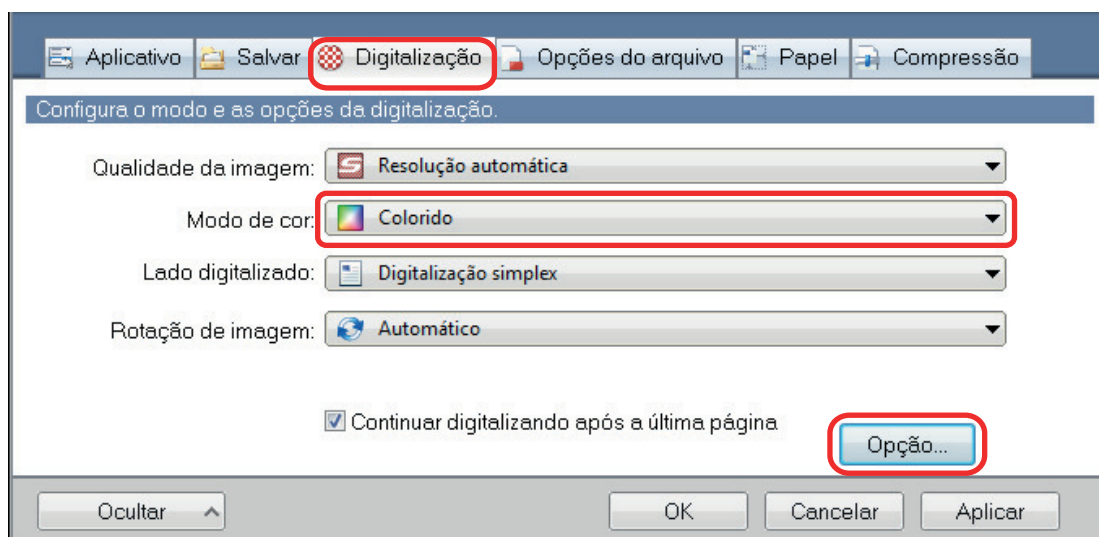 Aplicativo Salvar Digitalização Opções do arquivo Papel Compressão
Configura o modo e as opções da digitalização.
Qualidade da imagem: Resolução automática
Modo de cor: Colorido
Lado digitalizado: Digitalização simplex
Rotação de imagem: Automático
Continuar digitalizando após a última página
Opção...
Ocultar OK Cancelar Aplicar